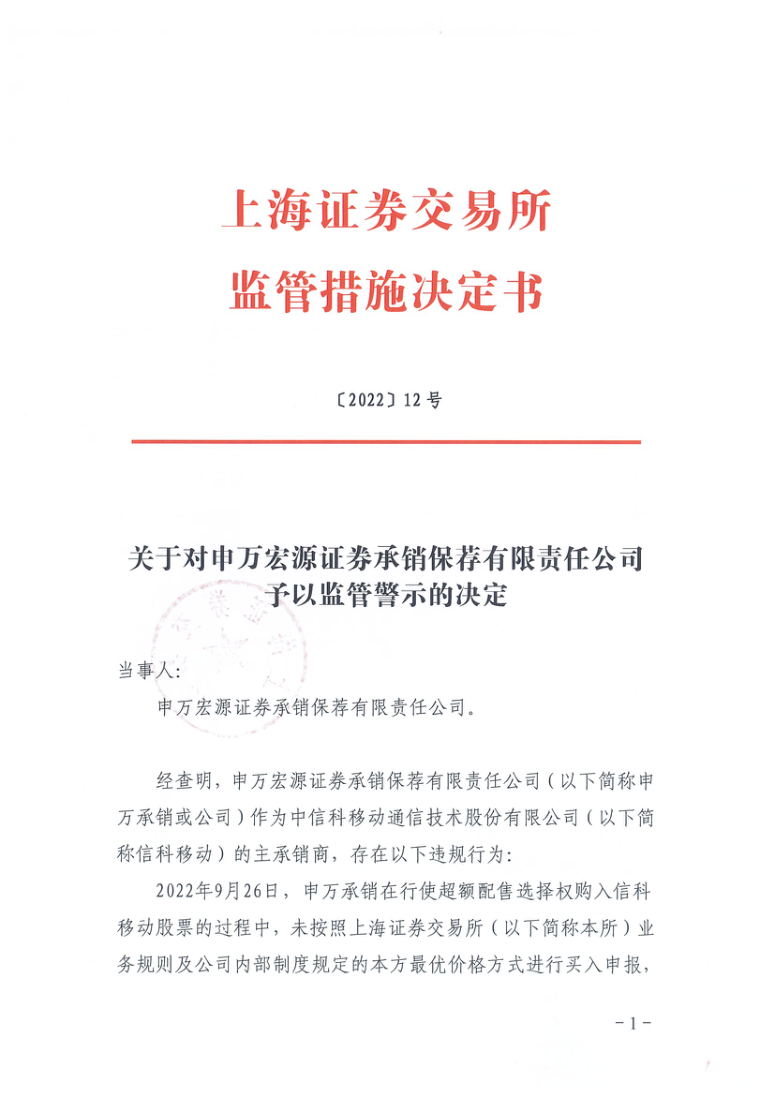 上海证券交易所
监管措施决定书
〔2022〕12 号
关于对申万宏源证券承销保荐有限责任公司
予以监管警示的决定
当事人：
申万宏源证券承销保荐有限责任公司。
经查明，申万宏源证券承销保荐有限责任公司（以下简称申
万承销或公司）作为中信科移动通信技术股份有限公司（以下简
称信科移动）的主承销商，存在以下违规行为：
2022年9月26日，申万承销在行使超额配售选择权购入信科
移动股票的过程中，未按照上海证券交易所（以下简称本所）业
务规则及公司内部制度规定的本方最优价格方式进行买入申报，
－1－